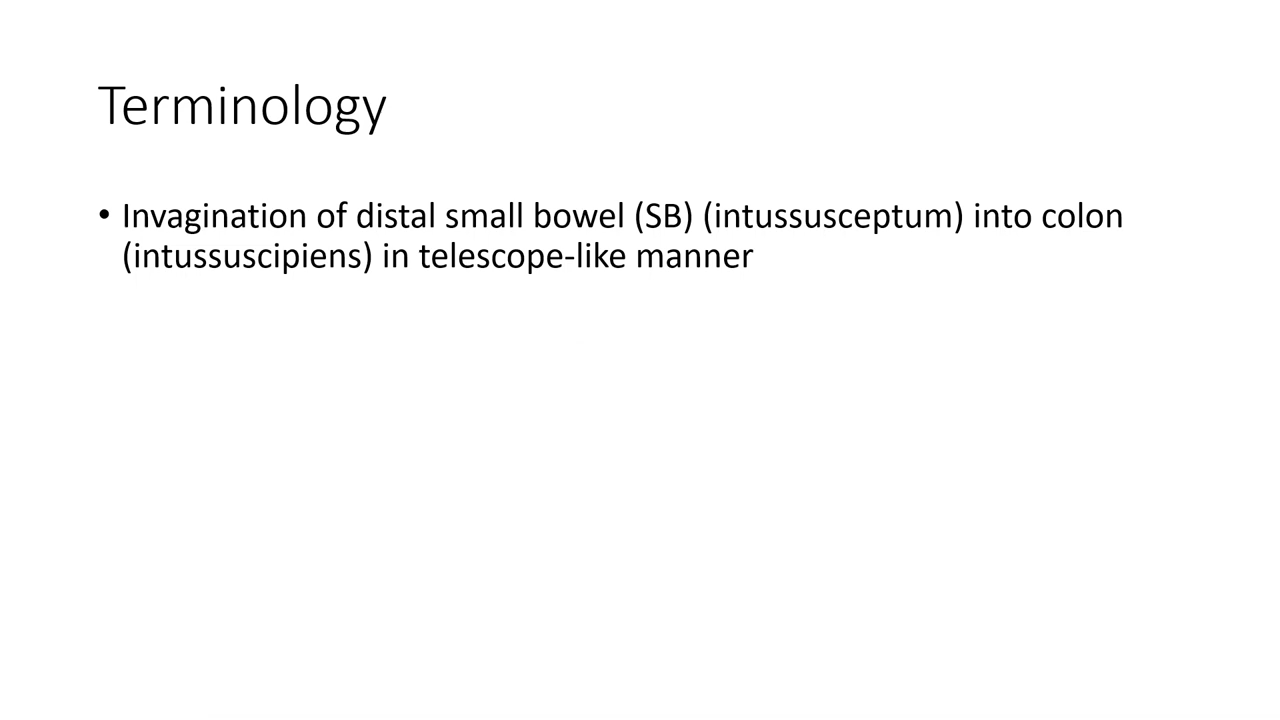 Terminology
• Invagination of distal small bowel (SB) (intussusceptum) into colon
(intussuscipiens) in telescope-like manner